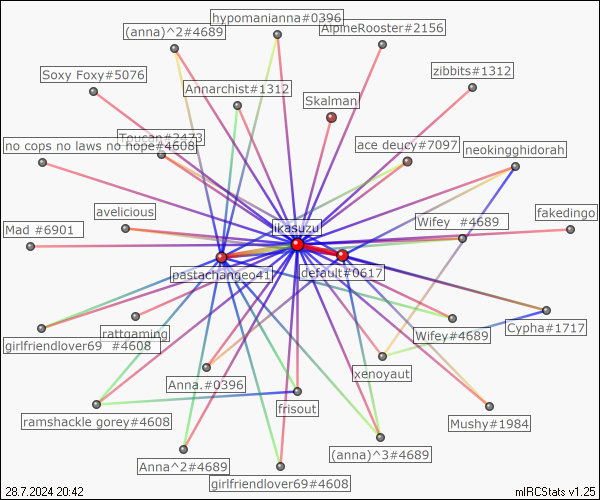 hypomanianna#0396
(anna)^2#4689
AlpineRooster#2156
Soxy Foxy#5076
zibbits#1312
Annarchist#1312
Skalman
Toucan#2473
no cops no laws no hope#4608
ace deucy#7097
neokingghidorah
avelicious
fakedingo
Mad #6901
likasuzu
Wifey #4689
pastachangeo41
default#0617
rattgaming
girlfriendlover69 #4608
Wifey#4689
Cypha#1717
xenoyaut
Anna.#0396
frisout
ramshackle gorey#4608
Mushy#1984
(anna)^3#4689
Anna^2#4689
girlfriendlover69#4608
28.7.2024 20:42
mIRCStats v1.25